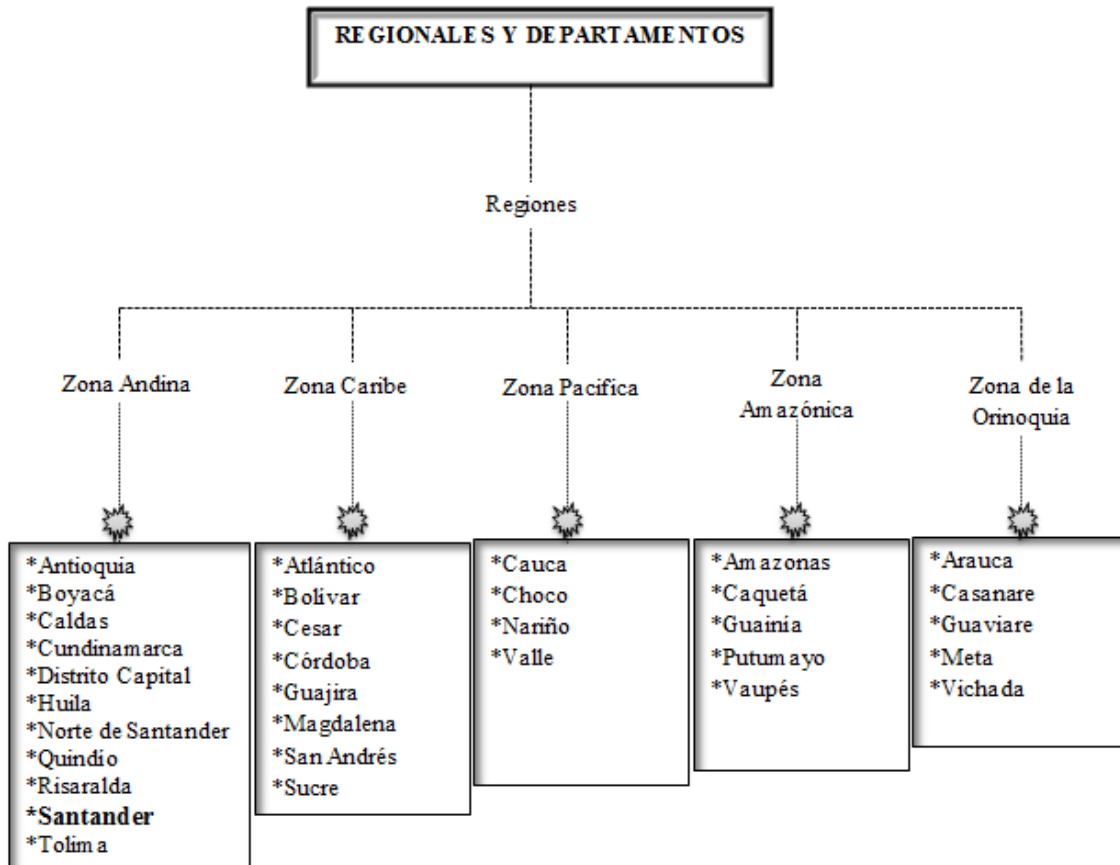 REGIONALES Y DEPARTAMENTOS
Regiones
Zona Andina
Zona Caribe
Zona Pacifica
Zona
Amazónica
Zona de la
Orinoquia
*Antioquia
*Boyacá
*Caldas
*Cundinamarca
*Distrito Capital
*Huila
*Norte de Santander
*Quindío
*Risaralda
*Santander
*Tolima
*Atlántico
*Bolívar
*Cesar
*Córdoba
*Guajira
*Magdalena
*San Andrés
*Sucre
*Cauca
*Choco
*Nariño
*Valle
*Amazonas
*Caquetá
*Guainía
*Putumayo
*Vaupés
*Arauca
*Casanare
*Guaviare
*Meta
*Vichada